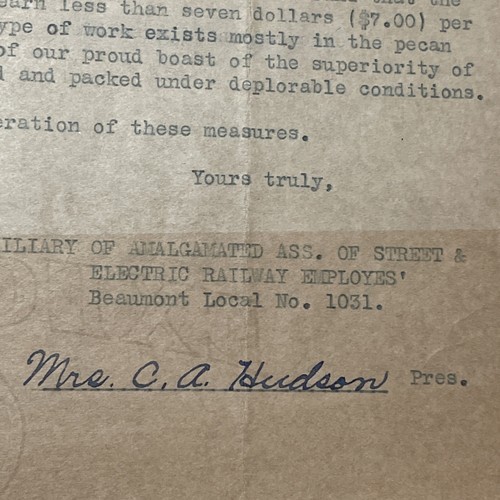 earn less than seven dollars ($7.00) per
ype of work exists mostly in the pecan
of our proud boast of the superiority of
d and packed under deplorable conditions.
eration of these measures.
Yours truly,
ILIARY OF AMALGAMATED ASS. OF STREET &
ELECTRIC RAILWAY EMPLOYES'
Beaumont Local No. 1031.
Mrs. C. A. Hudson Pres.